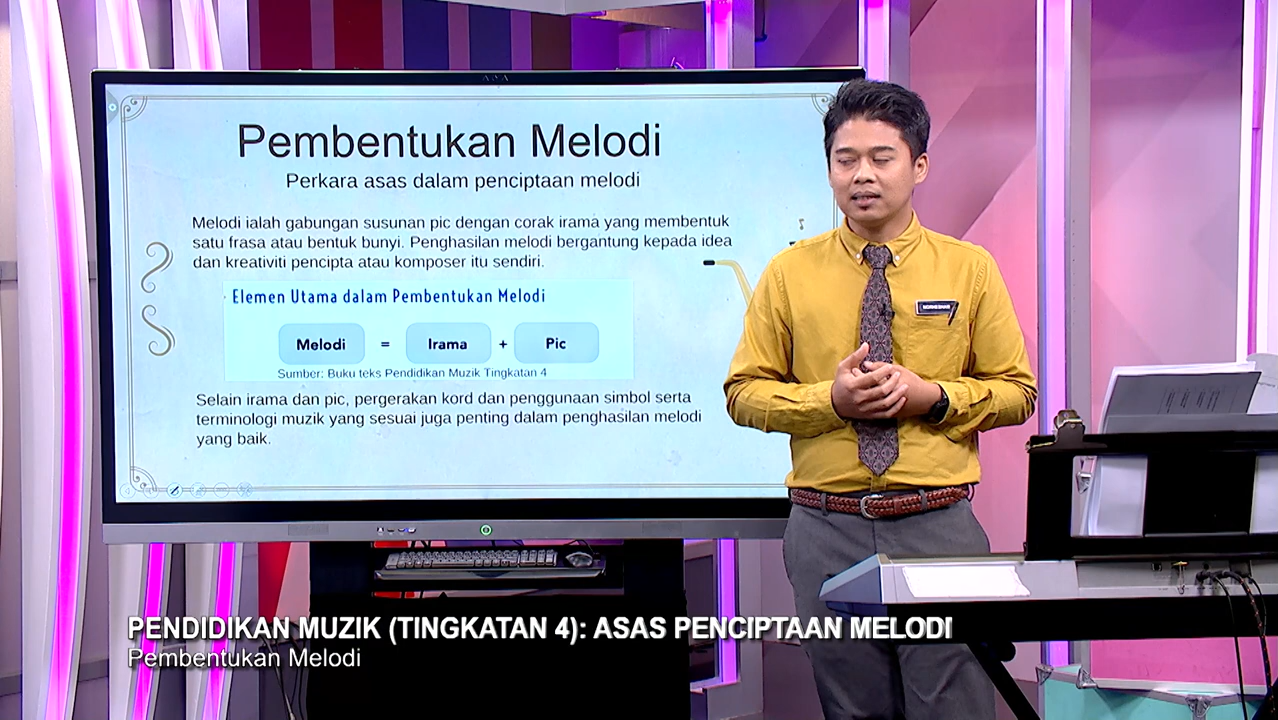 Pembentukan Melodi
Perkara asas dalam penciptaan melodi
Melodi ialah gabungan susunan pic dengan corak irama yang membentuk
satu frasa atau bentuk bunyi. Penghasilan melodi bergantung kepada idea
dan kreativiti pencipta atau komposer itu sendiri.
Elemen Utama dalam Pembentukan Melodi
Melodi = Irama + Pic
Sumber: Buku teks Pendidikan Muzik Tingkatan 4
Selain irama dan pic, pergerakan kord dan penggunaan simbol serta
terminologi muzik yang sesuai juga penting dalam penghasilan melodi
yang baik.
PENDIDIKAN MUZIK (TINGKATAN 4): ASAS PENCIPTAAN MELODI
Pembentukan Melodi